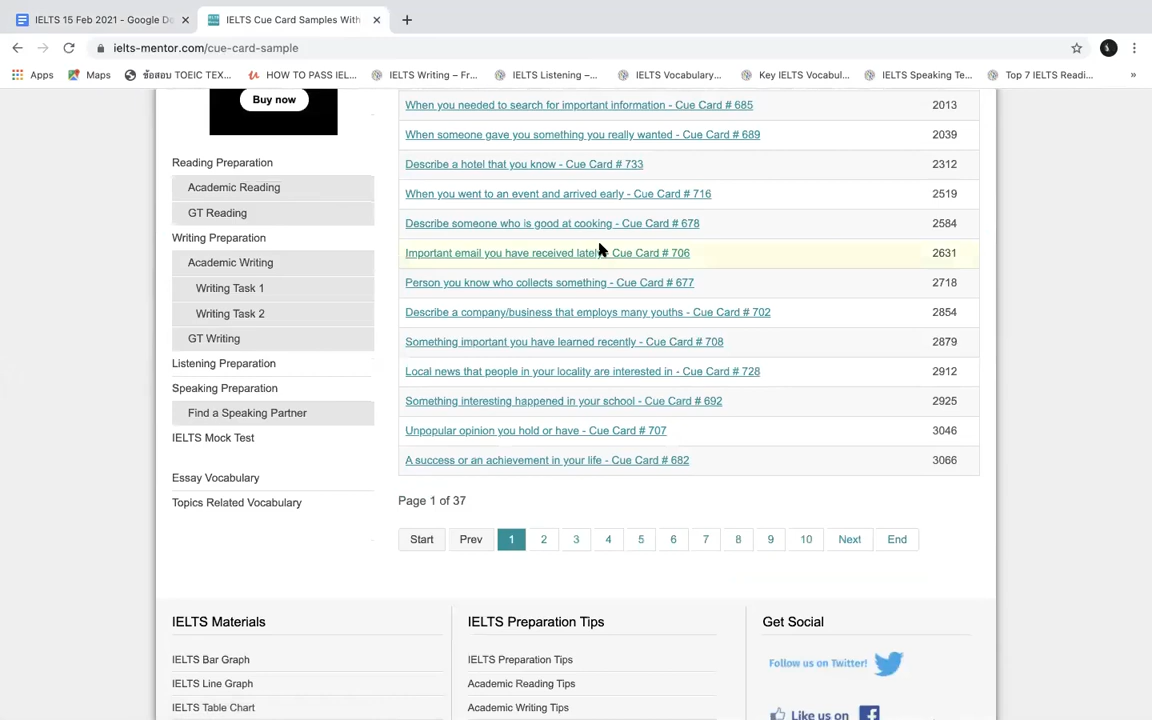 IELTS 15 Feb 2021 - Google Do
IELTS Cue Card Samples With
ielts-mentor.com/cue-card-sample
Apps
Maps
ข้อสอบ TOEIC TEX...
HOW TO PASS IEL...
IELTS Writing – Fr...
IELTS Listening –...
IELTS Vocabulary...
Key IELTS Vocabul...
IELTS Speaking Te...
Top 7 IELTS Readi...
»
Buy now
Reading Preparation
Academic Reading
GT Reading
Writing Preparation
Academic Writing
Writing Task 1
Writing Task 2
GT Writing
Listening Preparation
Speaking Preparation
Find a Speaking Partner
IELTS Mock Test
Essay Vocabulary
Topics Related Vocabulary
When you needed to search for important information - Cue Card # 685 2013
When someone gave you something you really wanted - Cue Card # 689 2039
Describe a hotel that you know - Cue Card # 733 2312
When you went to an event and arrived early - Cue Card # 716 2519
Describe someone who is good at cooking - Cue Card # 678 2584
Important email you have received lately - Cue Card # 706 2631
Person you know who collects something - Cue Card # 677 2718
Describe a company/business that employs many youths - Cue Card # 702 2854
Something important you have learned recently - Cue Card # 708 2879
Local news that people in your locality are interested in - Cue Card # 728 2912
Something interesting happened in your school - Cue Card # 692 2925
Unpopular opinion you hold or have - Cue Card # 707 3046
A success or an achievement in your life - Cue Card # 682 3066
Page 1 of 37
Start Prev 1 2 3 4 5 6 7 8 9 10 Next End
IELTS Materials
IELTS Bar Graph
IELTS Line Graph
IELTS Table Chart
IELTS Preparation Tips
IELTS Preparation Tips
Academic Reading Tips
Academic Writing Tips
Get Social
Follow us on Twitter!
Like us on